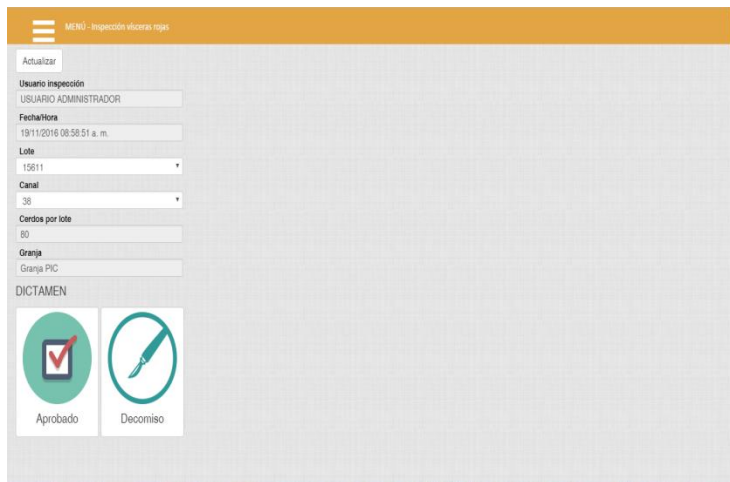 MENÚ - Inspección vísceras rojas
Actualizar
Usuario inspección
USUARIO ADMINISTRADOR
Fecha/Hora
19/11/2016 08:58:51 a. m.
Lote
15611
Canal
38
Cerdos por lote
80
Granja
Granja PIC
DICTAMEN
Aprobado Decomiso